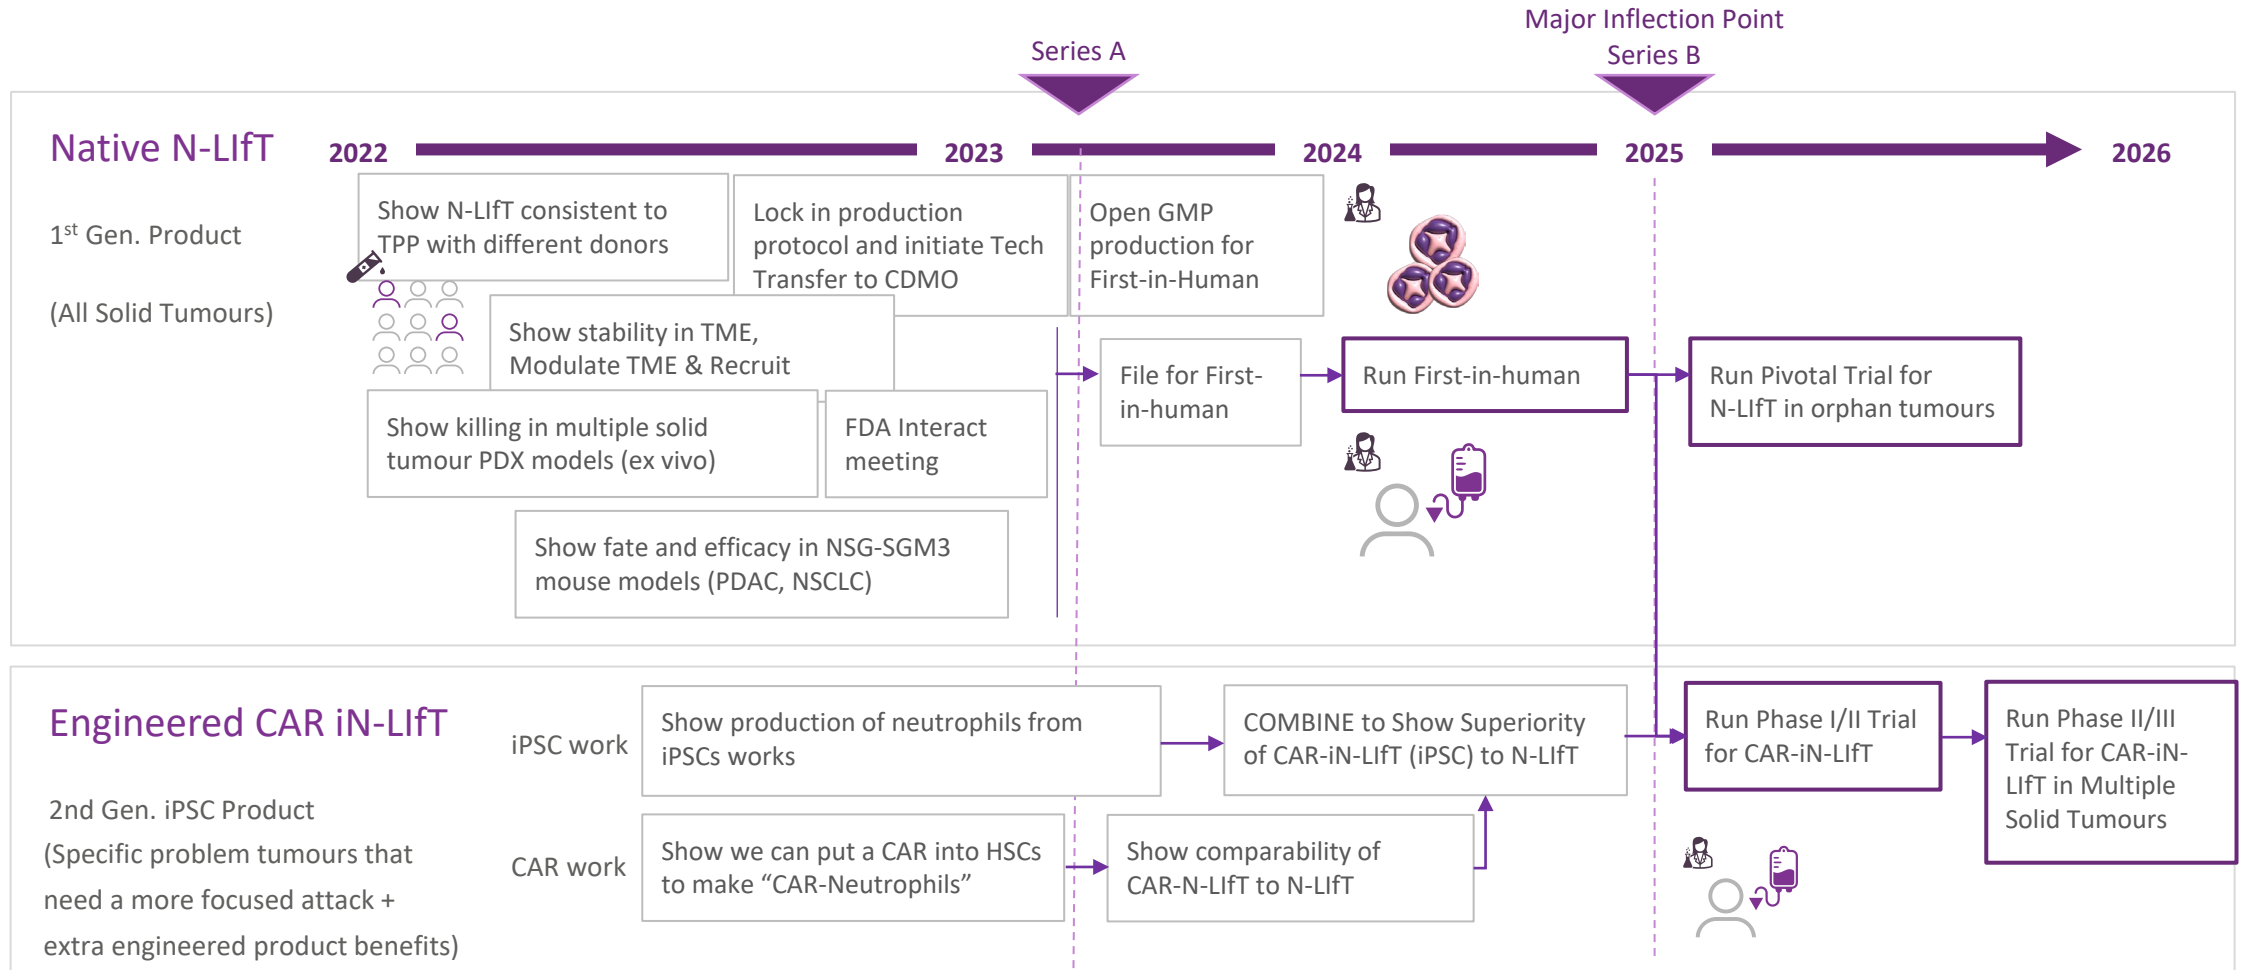 Major Inflection Point
Series A
Series B
Native N-LIfT
2022
2023
2024
2025
2026
1st Gen. Product
(All Solid Tumours)
Show N-LIfT consistent to
TPP with different donors
Lock in production
protocol and initiate Tech
Transfer to CDMO
Open GMP
production for
First-in-Human
Show stability in TME,
Modulate TME & Recruit
File for First-
in-human
Run First-in-human
Run Pivotal Trial for
N-LIfT in orphan tumours
Show killing in multiple solid
tumour PDX models (ex vivo)
FDA Interact
meeting
Show fate and efficacy in NSG-SGM3
mouse models (PDAC, NSCLC)
Engineered CAR iN-LIfT
2nd Gen. iPSC Product
(Specific problem tumours that
need a more focused attack +
extra engineered product benefits)
iPSC work
Show production of neutrophils from
iPSCs works
COMBINE to Show Superiority
of CAR-iN-LIfT (iPSC) to N-LIfT
Run Phase I/II Trial
for CAR-iN-LIfT
Run Phase II/III
Trial for CAR-iN-
LIfT in Multiple
Solid Tumours
CAR work
Show we can put a CAR into HSCs
to make “CAR-Neutrophils”
Show comparability of
CAR-N-LIfT to N-LIfT